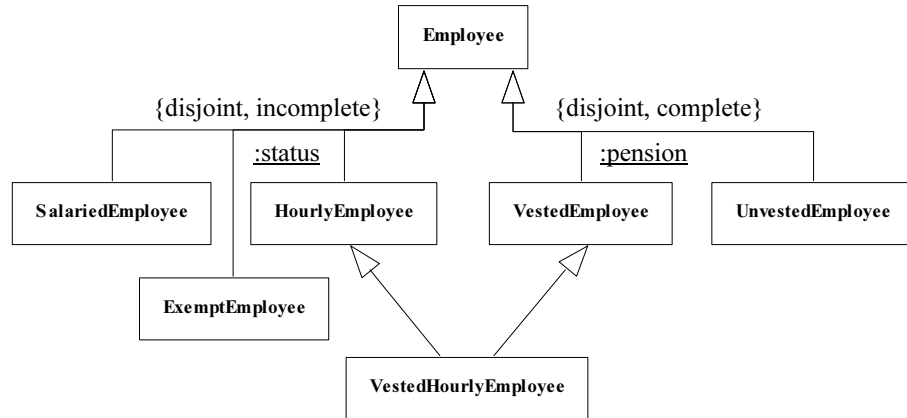 Employee
{disjoint, incomplete}
{disjoint, complete}
:status
:pension
SalariedEmployee
HourlyEmployee
VestedEmployee
UnvestedEmployee
ExemptEmployee
VestedHourlyEmployee